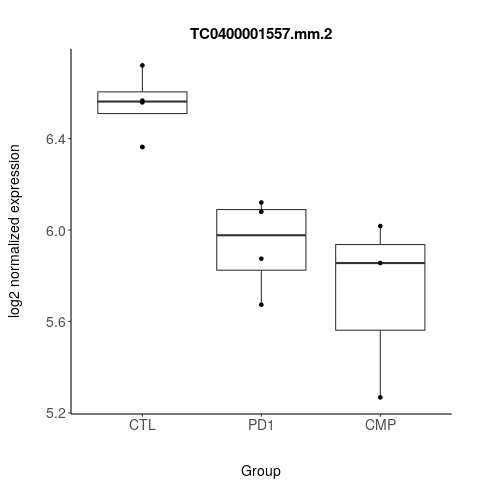 TC0400001557.mm.2
log2 normalized expression
6.4
6.0
5.6
5.2
CTL PD1 CMP
Group